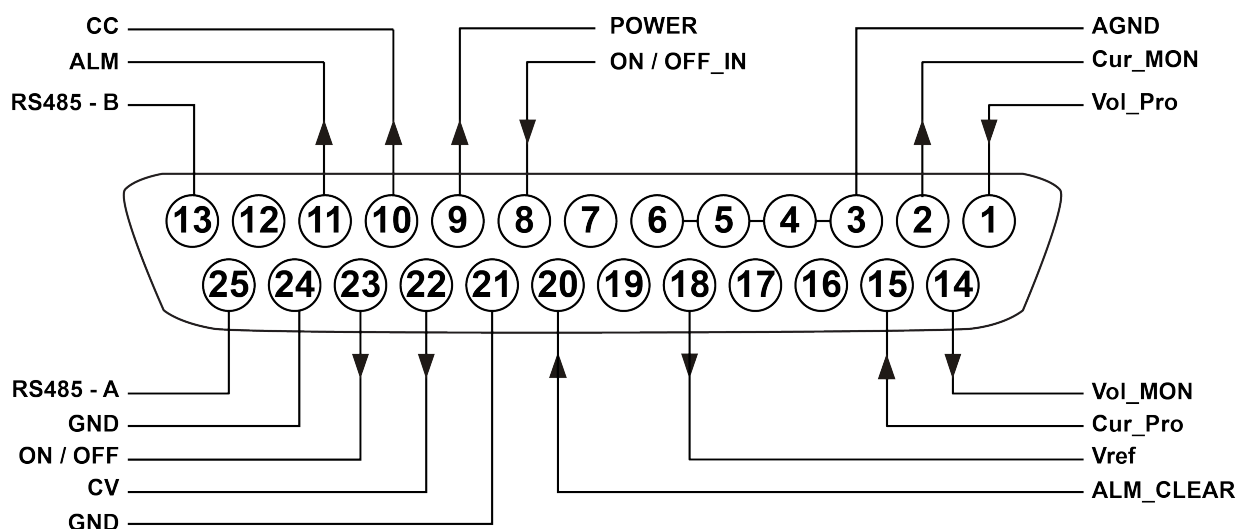 CC
POWER
AGND
ALM
ON / OFF_IN
Cur_MON
RS485 - B
Vol_Pro
13 12 11 10 9 8 7 6 5 4 3 2 1
25 24 23 22 21 20 19 18 17 16 15 14
RS485 - A
Vol_MON
GND
Cur_Pro
ON / OFF
Vref
CV
ALM_CLEAR
GND